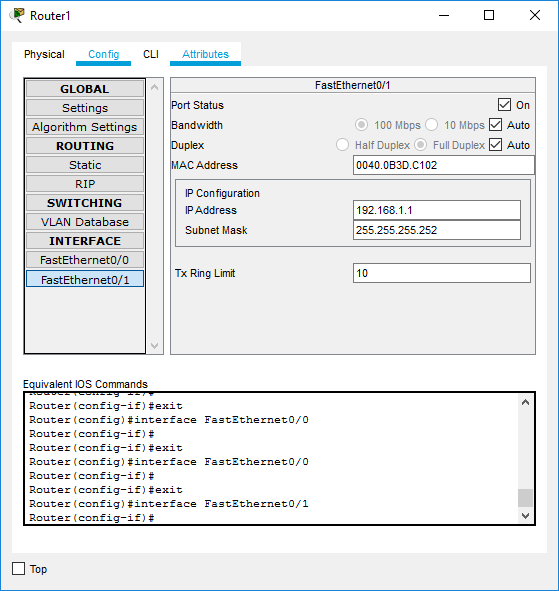 Router1
Physical Config CLI Attributes
GLOBAL
Settings
Algorithm Settings
ROUTING
Static
RIP
SWITCHING
VLAN Database
INTERFACE
FastEthernet0/0
FastEthernet0/1
FastEthernet0/1
Port Status On
Bandwidth 100 Mbps 10 Mbps Auto
Duplex Half Duplex Full Duplex Auto
MAC Address 0040.0B3D.C102
IP Configuration
IP Address 192.168.1.1
Subnet Mask 255.255.255.252
Tx Ring Limit 10
Equivalent IOS Commands
Router(config-if)#
Router(config-if)#exit
Router(config)#interface FastEthernet0/0
Router(config-if)#
Router(config-if)#exit
Router(config)#interface FastEthernet0/0
Router(config-if)#
Router(config-if)#exit
Router(config)#interface FastEthernet0/1
Router(config-if)#
Top